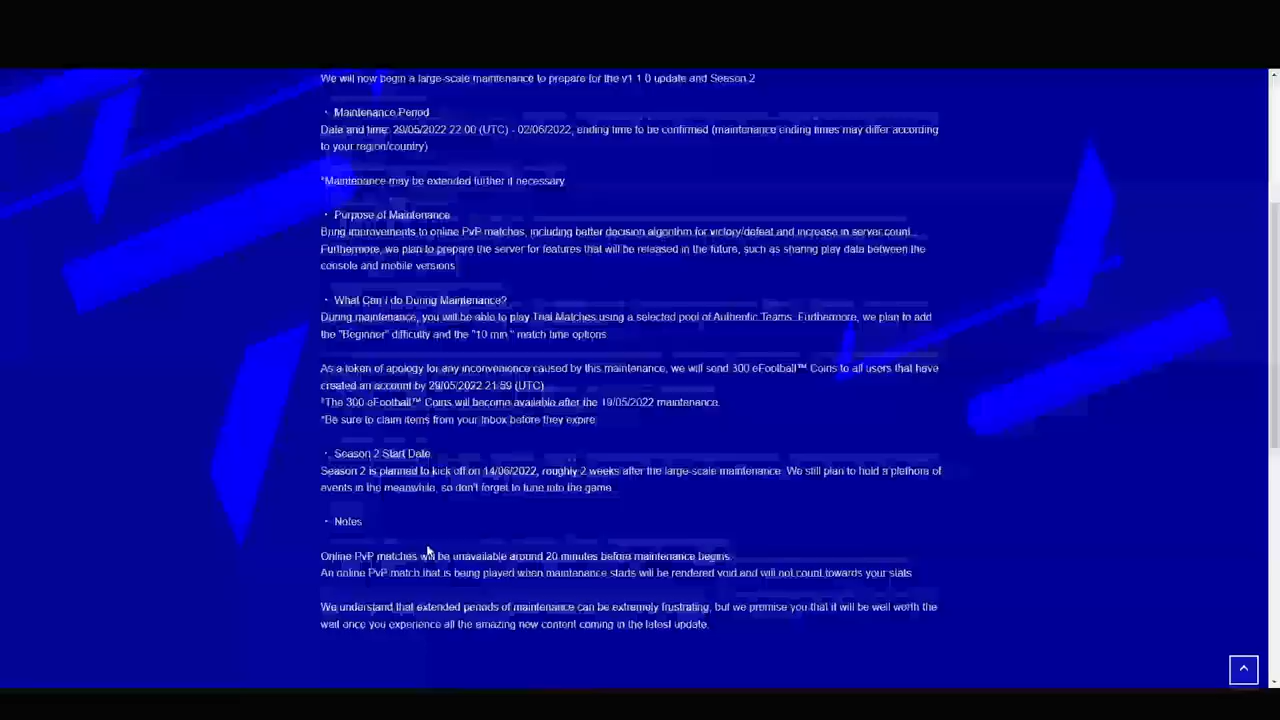 We will now begin a large-scale maintenance to prepare for the v1.1.0 update and Season 2
・ Maintenance Period
Date and time: 29/05/2022 22:00 (UTC) - 02/06/2022, ending time to be confirmed (maintenance ending times may differ according
to your region/country)
*Maintenance may be extended further if necessary
・ Purpose of Maintenance
Bring improvements to online PvP matches, including better decision algorithm for victory/defeat and increase in server count.
Furthermore, we plan to prepare the server for features that will be released in the future, such as sharing play data between the
console and mobile versions
・ What Can I do During Maintenance?
During maintenance, you will be able to play Trial Matches using a selected pool of Authentic Teams. Furthermore, we plan to add
the "Beginner" difficulty and the "10 min." match time options
As a token of apology for any inconvenience caused by this maintenance, we will send 300 eFootball™ Coins to all users that have
created an account by 29/05/2022 21:59 (UTC)
*The 300 eFootball™ Coins will become available after the 19/05/2022 maintenance.
*Be sure to claim items from your Inbox before they expire
・ Season 2 Start Date
Season 2 is planned to kick off on 14/06/2022, roughly 2 weeks after the large-scale maintenance. We still plan to hold a plethora of
events in the meanwhile, so don't forget to tune into the game
・ Notes
Online PvP matches will be unavailable around 20 minutes before maintenance begins.
An online PvP match that is being played when maintenance starts will be rendered void and will not count towards your stats
We understand that extended periods of maintenance can be extremely frustrating, but we promise you that it will be well worth the
wait once you experience all the amazing new content coming in the latest update.